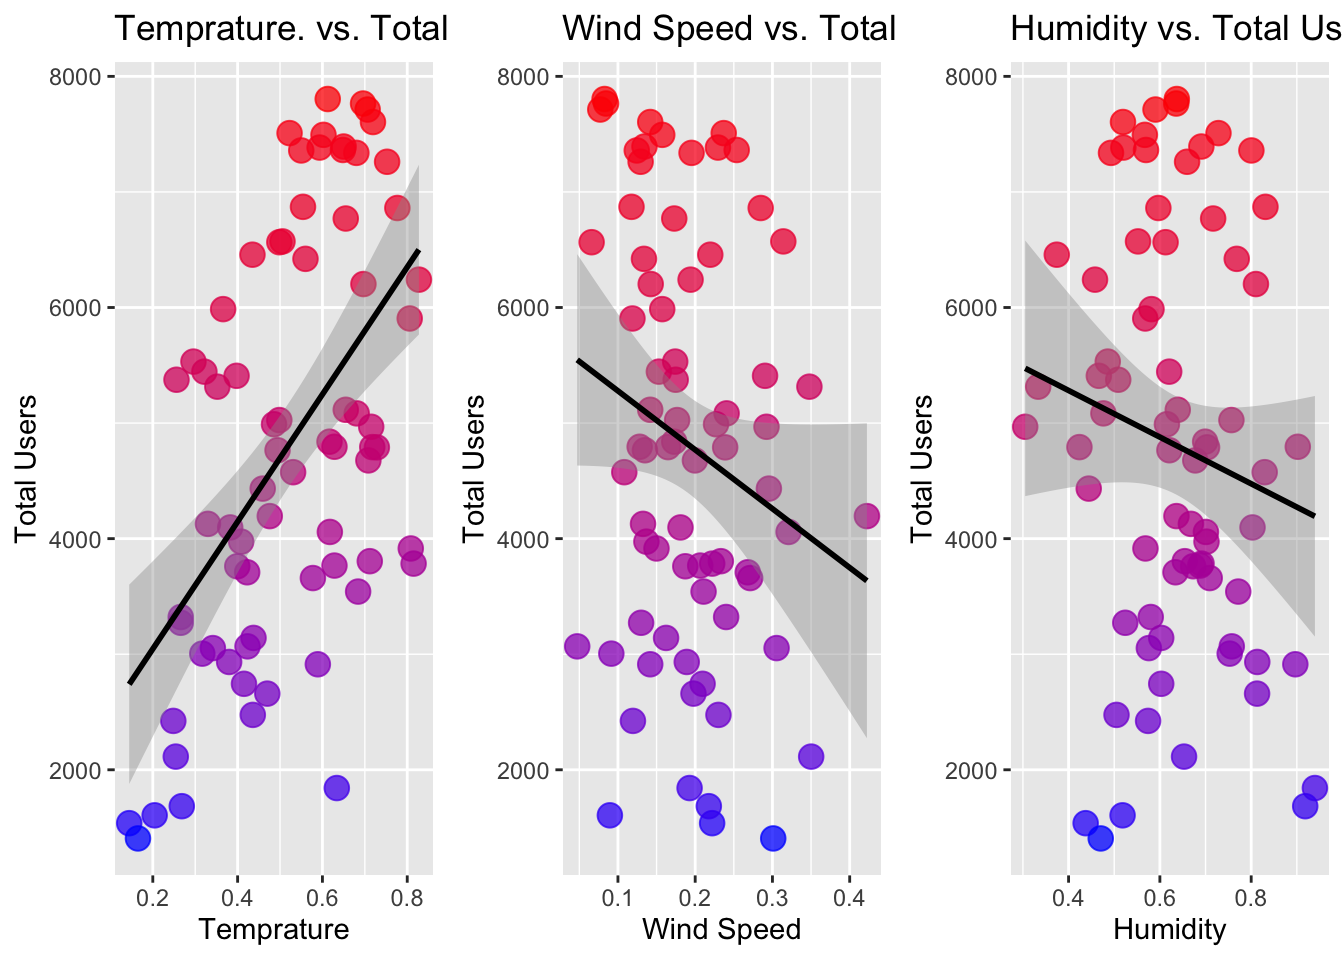 Temprature. vs. Total
8000
6000
4000
2000
Total Users
0.2 0.4 0.6 0.8
Temprature
Wind Speed vs. Total
8000
6000
4000
2000
Total Users
0.1 0.2 0.3 0.4
Wind Speed
Humidity vs. Total Us
8000
6000
4000
2000
Total Users
0.4 0.6 0.8
Humidity